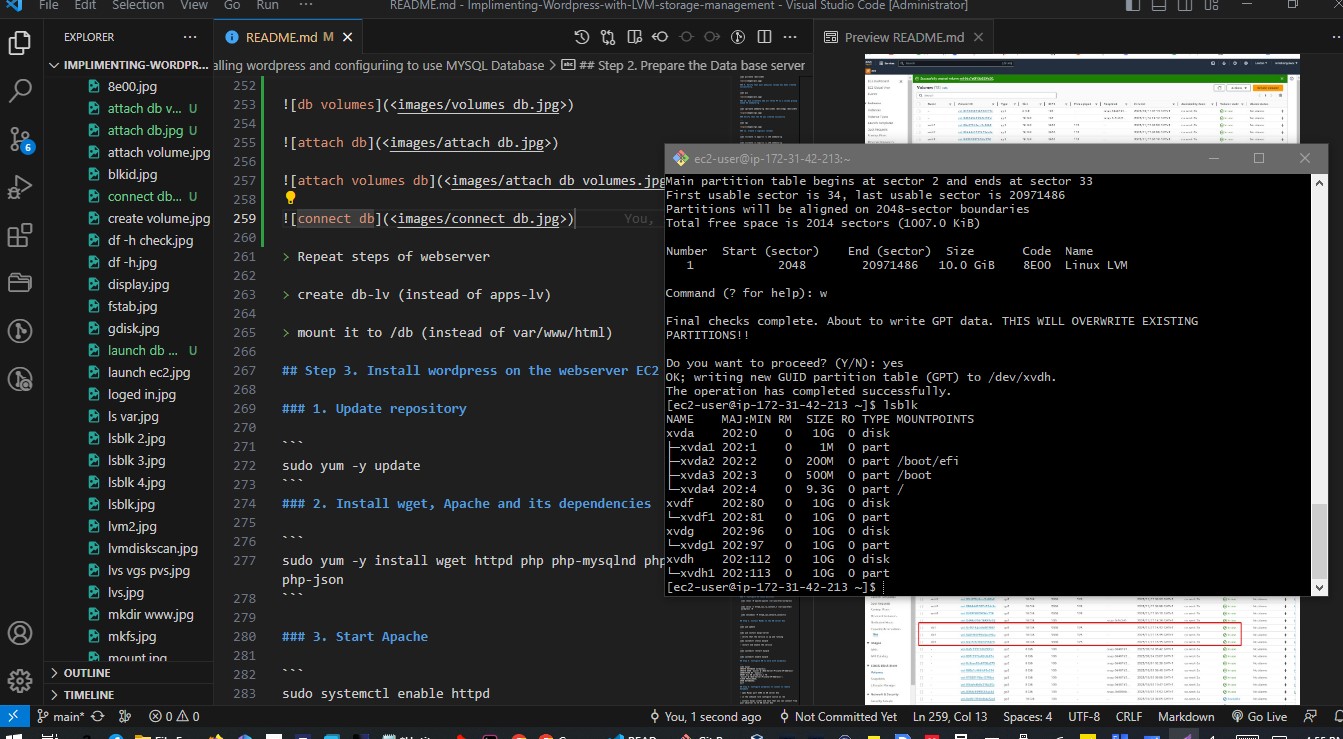 File Edit Selection View Go Run ··· README.md - Implimenting-Wordpress-with-LVM-storage-management - Visual Studio Code [Administrator]
EXPLORER ···
README.md M
Preview README.md
IMPLIMENTING-WORDPR...
alling wordpress and configuring to use MYSQL Database > ## Step 2. Prepare the Data base server
8e00.jpg
attach db v... U
attach db.jpg U
attach volume.jpg
blkid.jpg
connect db... U
create volume.jpg
df -h check.jpg
df -h.jpg
display.jpg
fstab.jpg
gdisk.jpg
launch db ... U
launch ec2.jpg
loged in.jpg
ls var.jpg
lsblk 2.jpg
lsblk 3.jpg
lsblk 4.jpg
lsblk.jpg
lvm2.jpg
lvmdiskscan.jpg
lvs vgs pvs.jpg
lvs.jpg
mkdir www.jpg
mkfs.jpg
mount.jpg
OUTLINE
TIMELINE
6
252
253 ![db volumes](<images/volumes db.jpg>)
254
255 ![attach db](<images/attach db.jpg>)
256
257 ![attach volumes db](<images/attach db volumes.jpg
258
259 ![connect db](<images/connect db.jpg>) You,
260
261 > Repeat steps of webserver
262
263 > create db-lv (instead of apps-lv)
264
265 > mount it to /db (instead of var/www/html)
266
267 ## Step 3. Install wordpress on the webserver EC2
268
269 ### 1. Update repository
270
271 ```
272 sudo yum -y update
273 ```
274 ### 2. Install wget, Apache and its dependencies
275
276 ```
277 sudo yum -y install wget httpd php php-mysqlnd php
php-json
278 ```
279
280 ### 3. Start Apache
281
282 ```
283 sudo systemctl enable httpd
ec2-user@ip-172-31-42-213:~
Main partition table begins at sector 2 and ends at sector 33
First usable sector is 34, last usable sector is 20971486
Partitions will be aligned on 2048-sector boundaries
Total free space is 2014 sectors (1007.0 KiB)
Number Start (sector) End (sector) Size Code Name
1 2048 20971486 10.0 GiB 8E00 Linux LVM
Command (? for help): w
Final checks complete. About to write GPT data. THIS WILL OVERWRITE EXISTING
PARTITIONS!!
Do you want to proceed? (Y/N): yes
OK; writing new GUID partition table (GPT) to /dev/xvdh.
The operation has completed successfully.
[ec2-user@ip-172-31-42-213 ~]$ lsblk
NAME MAJ:MIN RM SIZE RO TYPE MOUNTPOINTS
xvda 202:0 0 10G 0 disk
├─xvda1 202:1 0 1M 0 part
├─xvda2 202:2 0 200M 0 part /boot/efi
├─xvda3 202:3 0 500M 0 part /boot
└─xvda4 202:4 0 9.3G 0 part /
xvdf 202:80 0 10G 0 disk
└─xvdf1 202:81 0 10G 0 part
xvdg 202:96 0 10G 0 disk
└─xvdg1 202:97 0 10G 0 part
xvdh 202:112 0 10G 0 disk
└─xvdh1 202:113 0 10G 0 part
[ec2-user@ip-172-31-42-213 ~]$
main* 0 0 You, 1 second ago Not Committed Yet Ln 259, Col 13 Spaces: 4 UTF-8 CRLF Markdown Go Live